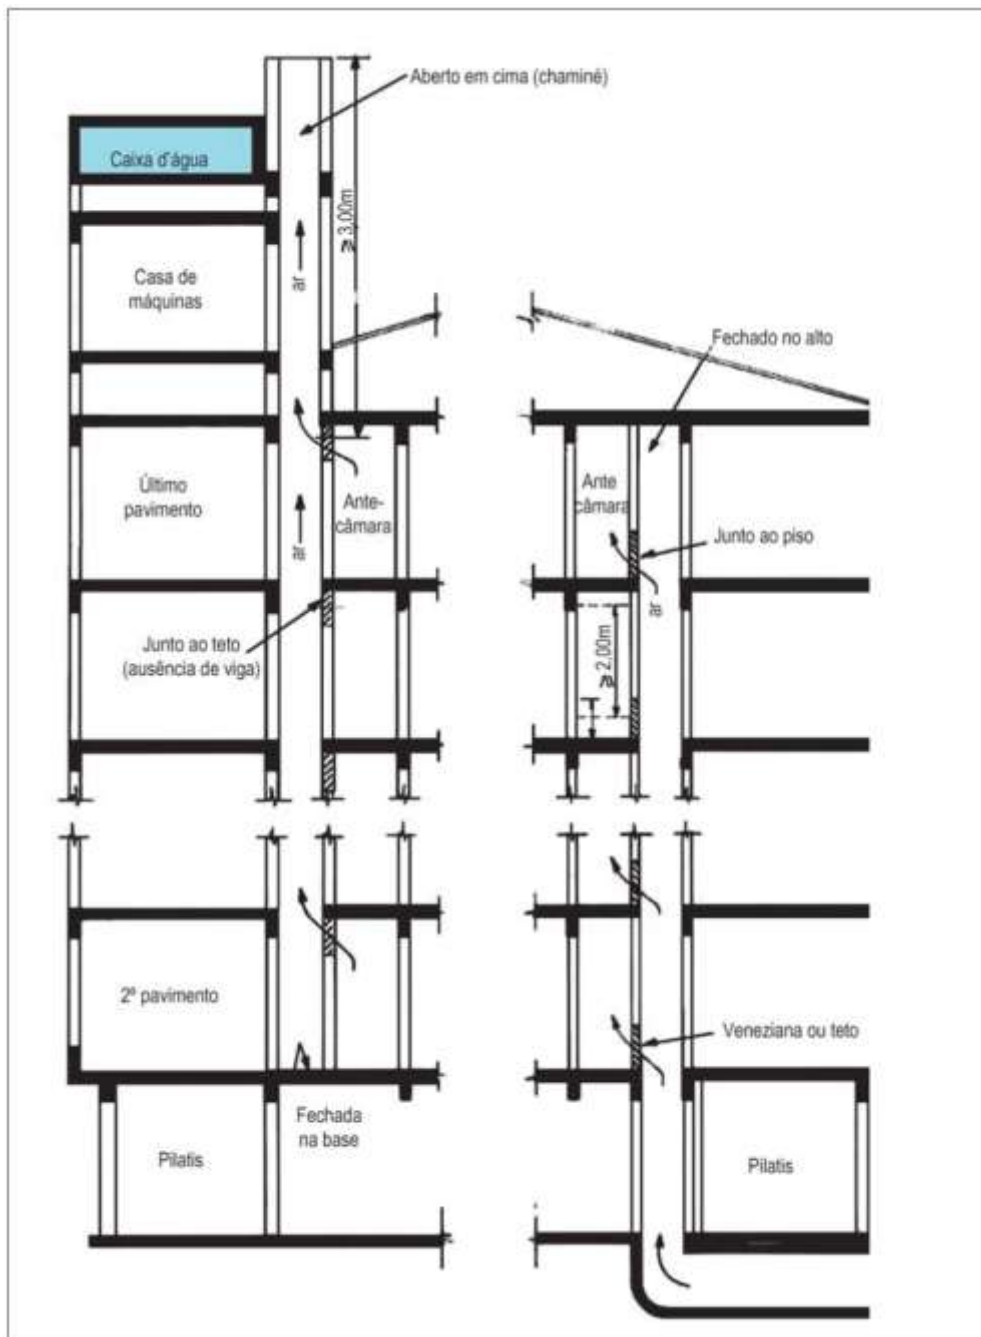 Aberto em cima (chaminé)
Caixa d'água
≥ 3,00m
ar
Casa de
máquinas
Fechado no alto
Último
pavimento
ar
Ante-
câmara
Ante
câmara
Junto ao piso
ar
Junto ao teto
(ausência de viga)
≥ 2,00m
2º pavimento
Veneziana ou teto
Fechada
na base
Pilatis
Pilatis